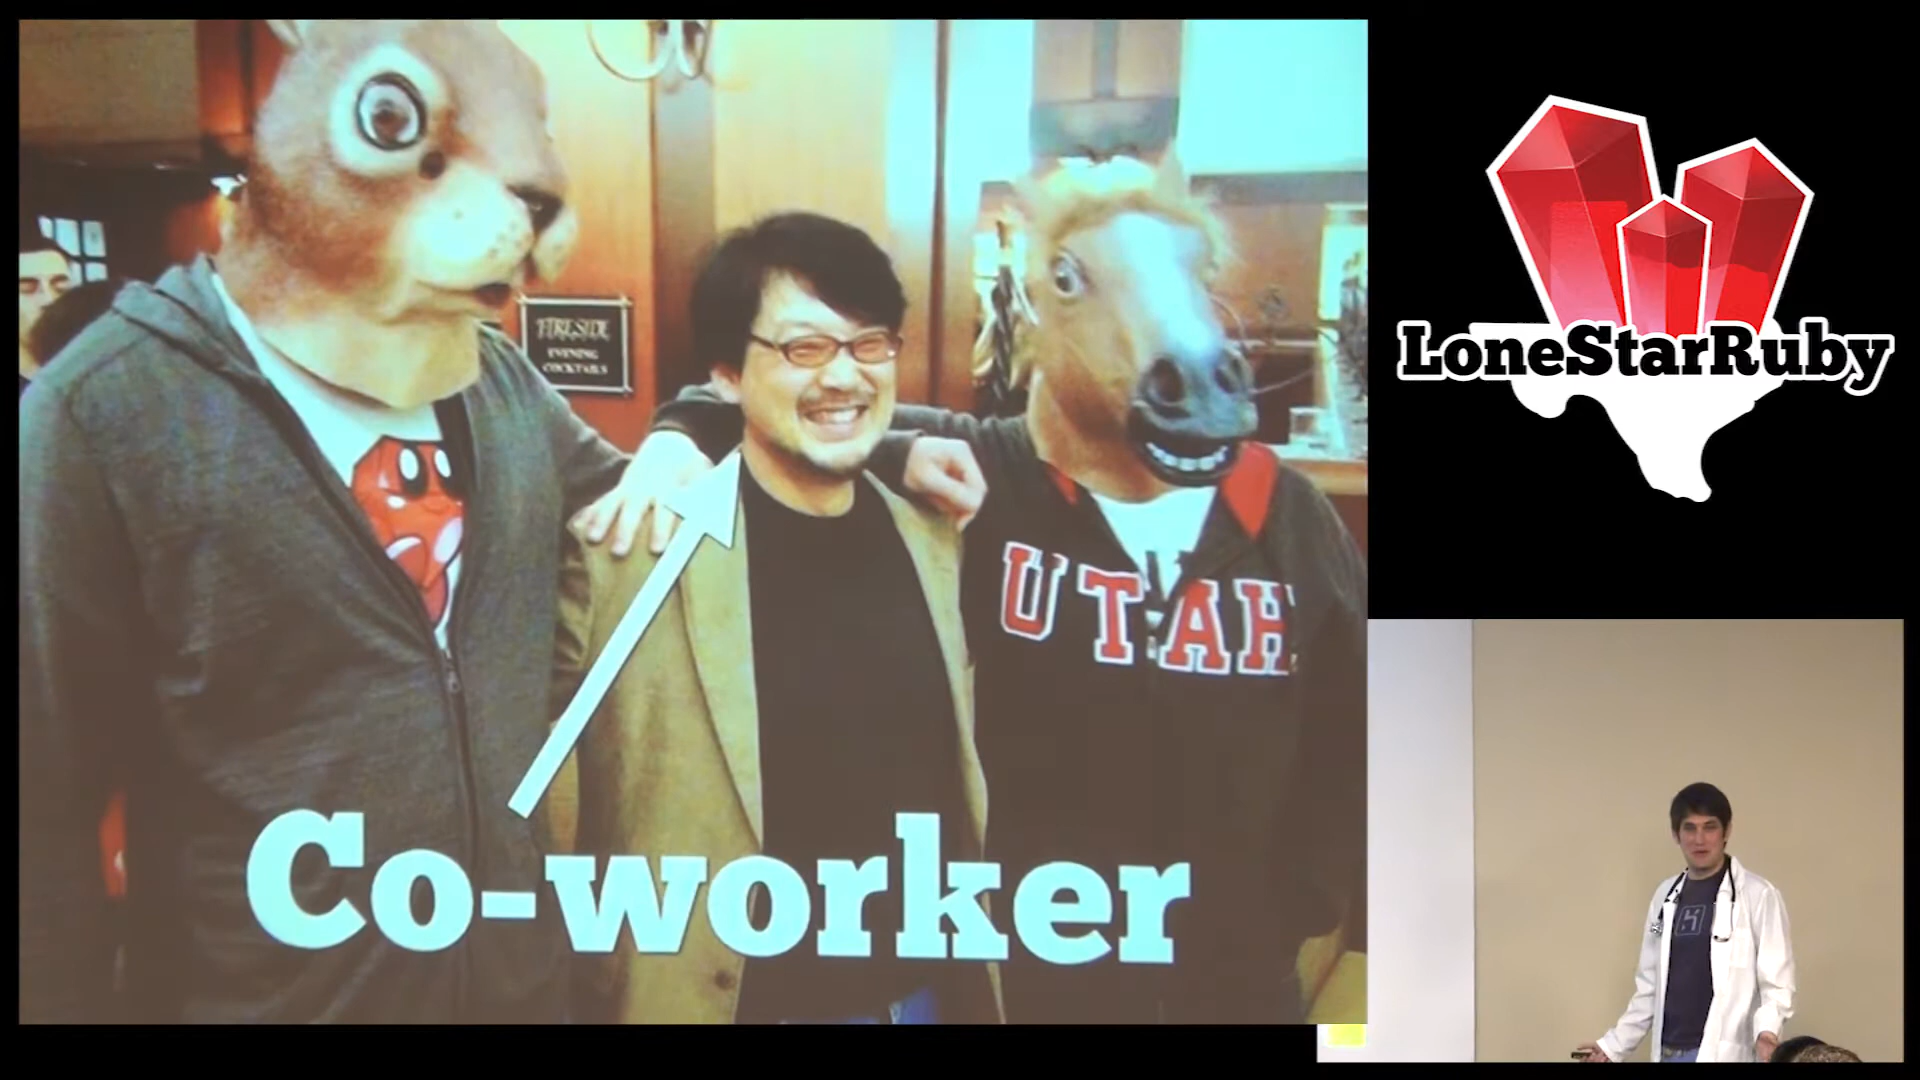 FIRESIDE
EVENING
COCKTAILS
UTAH
Co-worker
LoneStarRuby